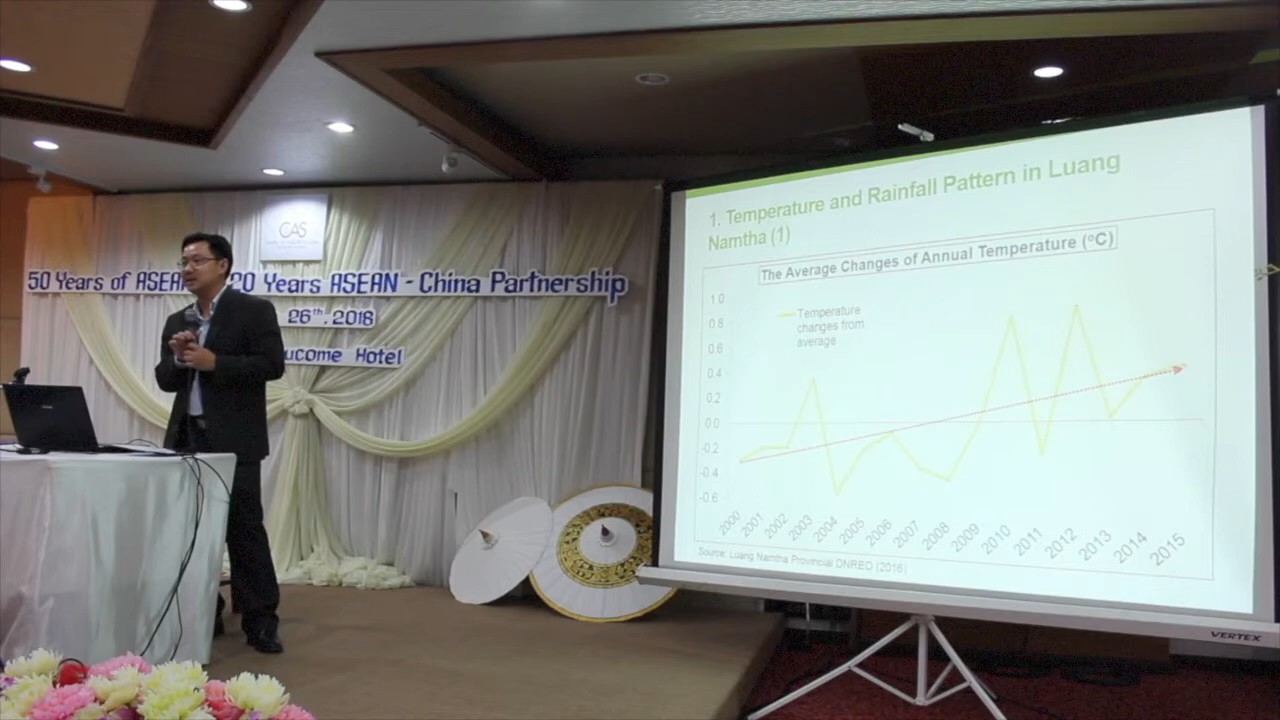 CAS
50 Years of ASEA 20 Years ASEAN - China Partnership
26th, 2018
ucome Hotel
1. Temperature and Rainfall Pattern in Luang
Namtha (1)
The Average Changes of Annual Temperature (°C)
Temperature
changes from
average
1.0
0.8
0.6
0.4
0.2
0.0
-0.2
-0.4
-0.6
2000
2001
2002
2003
2004
2005
2006
2007
2008
2009
2010
2011
2012
2013
2014
2015
Source: Luang Namtha Provincial DNREO (2016)
VERTEX